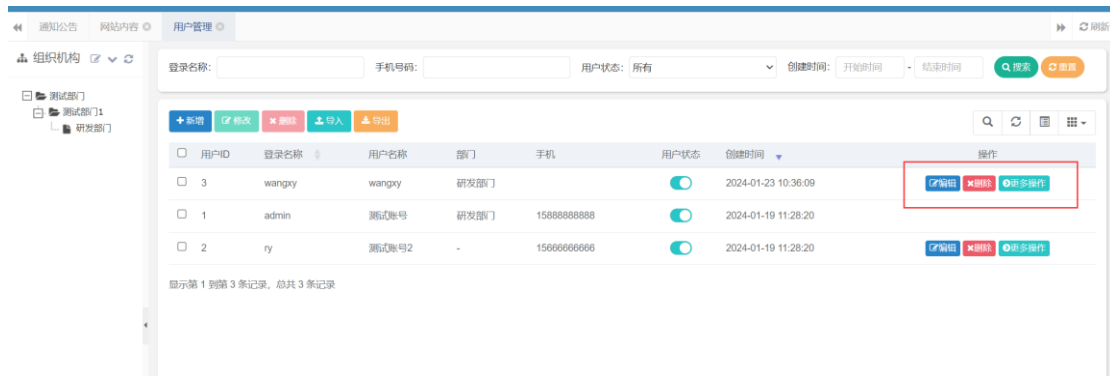 通知公告 网站内容 用户管理 刷新
组织机构
测试部门
测试部门1
研发部门
登录名称: 手机号码: 用户状态: 所有 创建时间: 开始时间 - 结束时间 搜索 重置
新增 修改 删除 导入 导出
用户ID 登录名称 用户名称 部门 手机 用户状态 创建时间 操作
3 wangxy wangxy 研发部门 2024-01-23 10:36:09 编辑 删除 更多操作
1 admin 测试账号 研发部门 15888888888 2024-01-19 11:28:20
2 ry 测试账号2 - 15666666666 2024-01-19 11:28:20 编辑 删除 更多操作
显示第 1 到第 3 条记录，总共 3 条记录